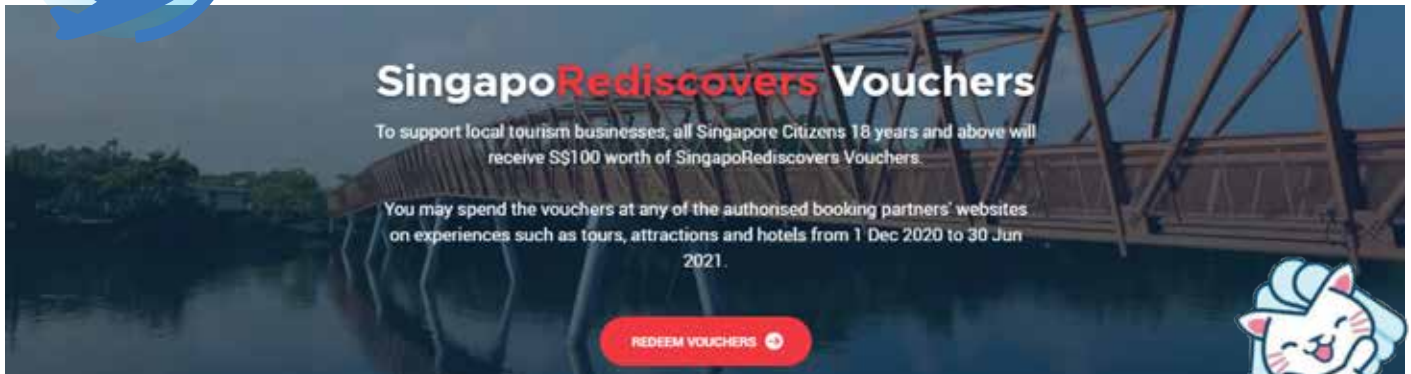 SingapoRediscovers Vouchers
To support local tourism businesses, all Singapore Citizens 18 years and above will
receive S$100 worth of SingapoRediscovers Vouchers.
You may spend the vouchers at any of the authorised booking partners' websites
on experiences such as tours, attractions and hotels from 1 Dec 2020 to 30 Jun
2021.
REDEEM VOUCHERS